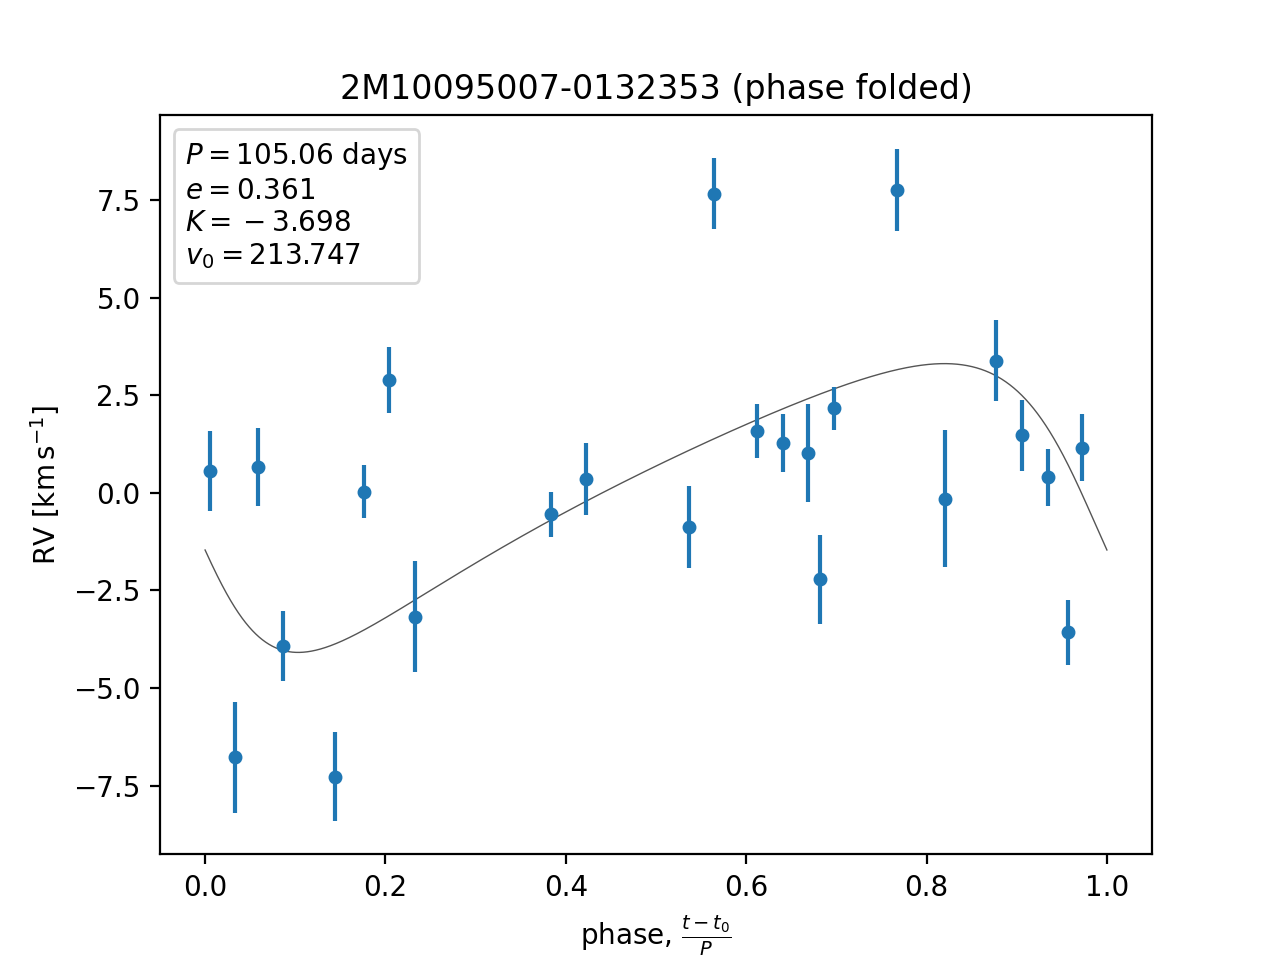 2M10095007-0132353 (phase folded)
P = 105.06 days
e = 0.361
K = −3.698
v₀ = 213.747
7.5
5.0
2.5
0.0
−2.5
−5.0
−7.5
RV [km s⁻¹]
0.0 0.2 0.4 0.6 0.8 1.0
phase, (t − t₀)/P